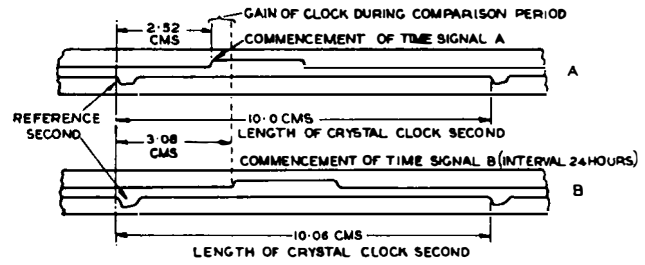 GAIN OF CLOCK DURING COMPARISON PERIOD
2·52
CMS
COMMENCEMENT OF TIME SIGNAL A
A
REFERENCE
SECOND
10·0 CMS
LENGTH OF CRYSTAL CLOCK SECOND
3·08
CMS
COMMENCEMENT OF TIME SIGNAL B (INTERVAL 24HOURS)
B
10·06 CMS
LENGTH OF CRYSTAL CLOCK SECOND